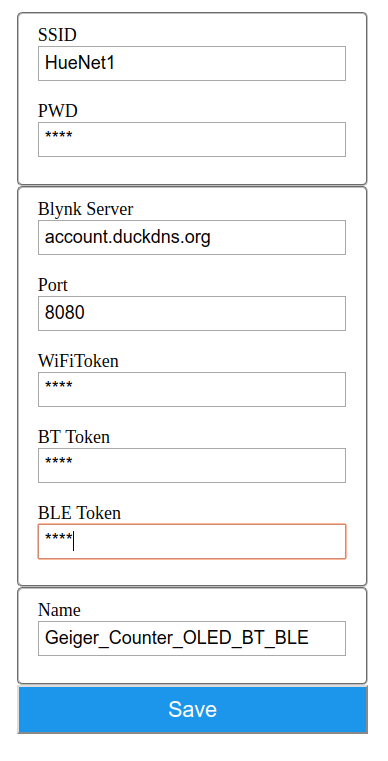 SSID
HueNet1
PWD
****
Blynk Server
account.duckdns.org
Port
8080
WiFiToken
****
BT Token
****
BLE Token
****
Name
Geiger_Counter_OLED_BT_BLE
Save